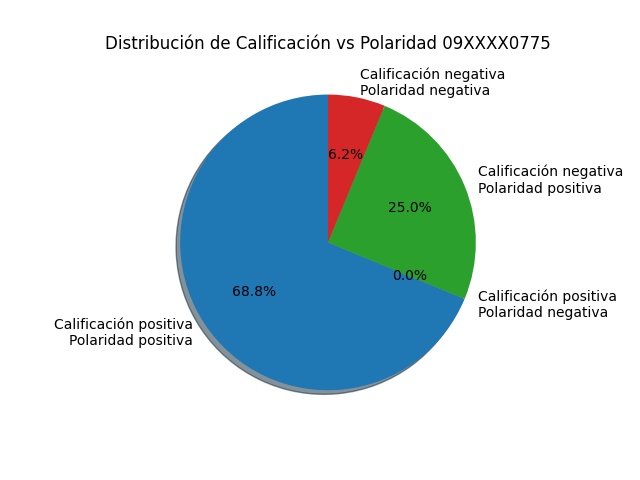 Distribución de Calificación vs Polaridad 09XXXX0775
Calificación negativa
Polaridad negativa
6.2%
Calificación negativa
Polaridad positiva
25.0%
0.0%
Calificación positiva
Polaridad negativa
68.8%
Calificación positiva
Polaridad positiva